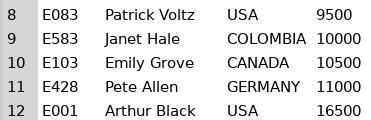 8 E083 Patrick Voltz USA 9500
9 E583 Janet Hale COLOMBIA 10000
10 E103 Emily Grove CANADA 10500
11 E428 Pete Allen GERMANY 11000
12 E001 Arthur Black USA 16500